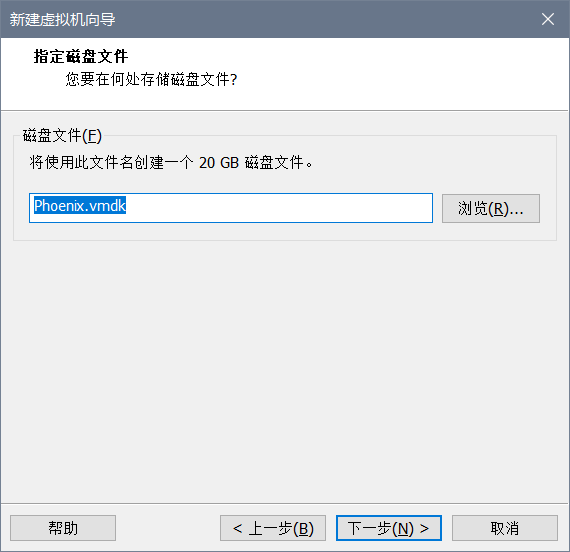 新建虚拟机向导
指定磁盘文件
您要在何处存储磁盘文件?
磁盘文件(F)
将使用此文件名创建一个 20 GB 磁盘文件。
Phoenix.vmdk
浏览(R)...
帮助
< 上一步(B)
下一步(N) >
取消